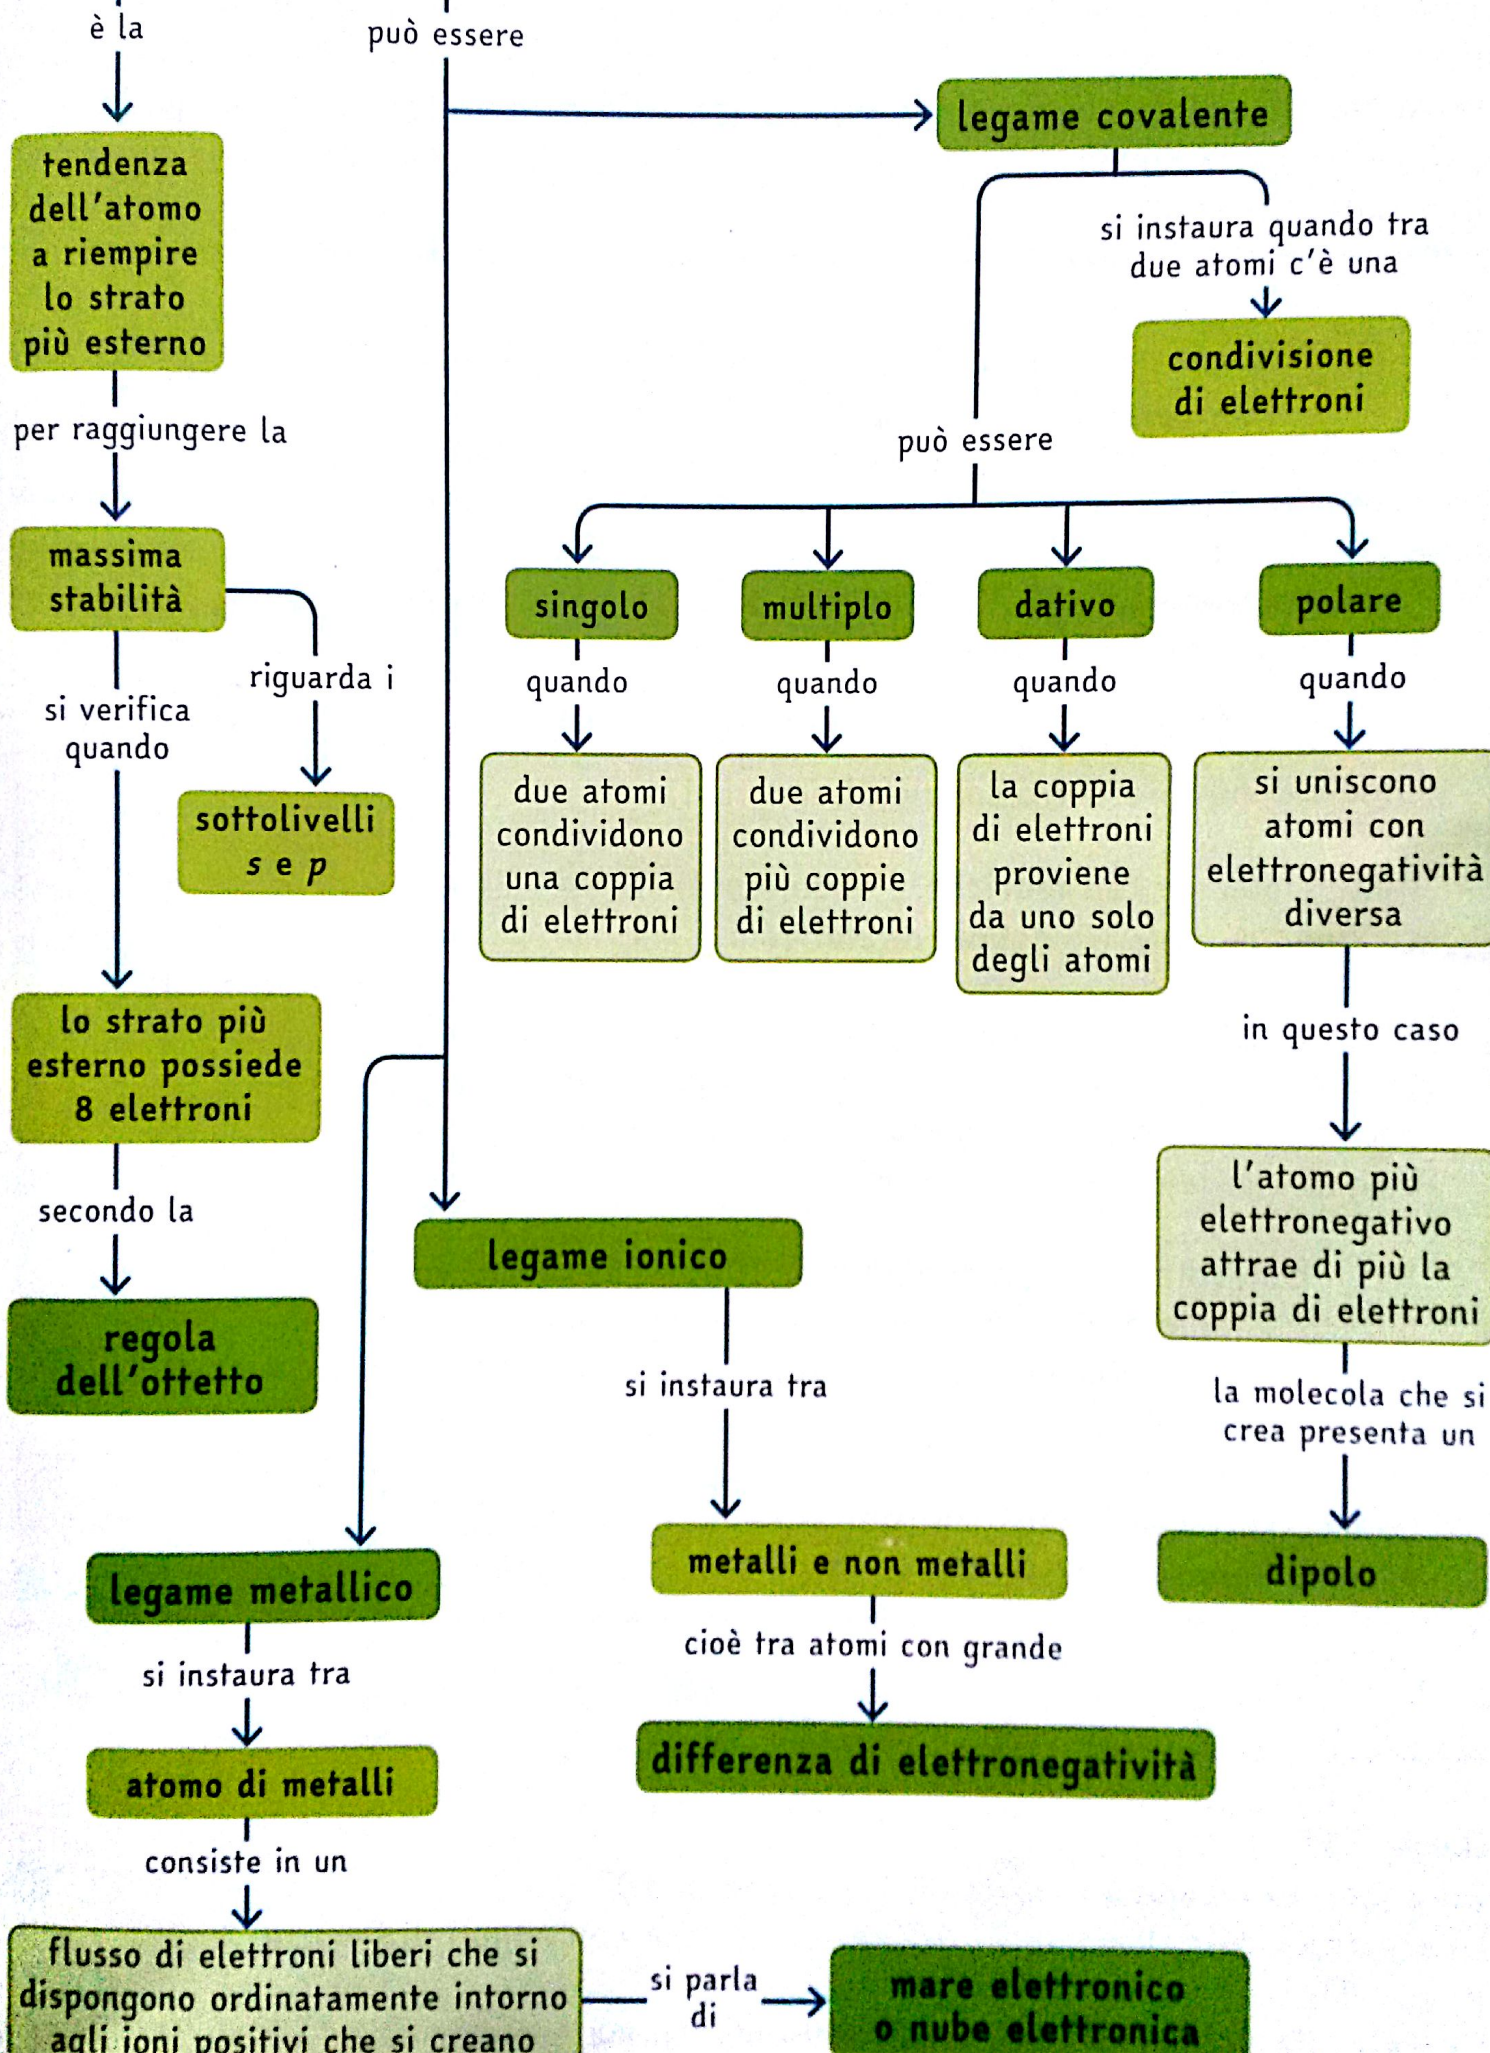 è la
tendenza
dell'atomo
a riempire
lo strato
più esterno
per raggiungere la
massima
stabilità
riguarda i
sottolivelli
s e p
si verifica
quando
lo strato più
esterno possiede
8 elettroni
secondo la
regola
dell'ottetto
può essere
legame covalente
si instaura quando tra
due atomi c'è una
condivisione
di elettroni
può essere
singolo
quando
due atomi
condividono
una coppia
di elettroni
multiplo
quando
due atomi
condividono
più coppie
di elettroni
dativo
quando
la coppia
di elettroni
proviene
da uno solo
degli atomi
polare
quando
si uniscono
atomi con
elettronegatività
diversa
in questo caso
l'atomo più
elettronegativo
attrae di più la
coppia di elettroni
la molecola che si
crea presenta un
dipolo
legame ionico
si instaura tra
metalli e non metalli
cioè tra atomi con grande
differenza di elettronegatività
legame metallico
si instaura tra
atomo di metalli
consiste in un
flusso di elettroni liberi che si
dispongono ordinatamente intorno
agli ioni positivi che si creano
si parla
di
mare elettronico
o nube elettronica